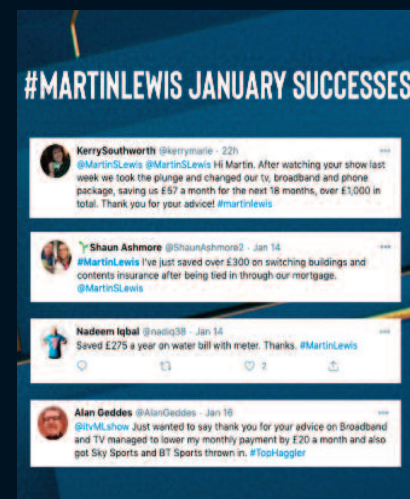 #MARTINLEWIS JANUARY SUCCESSES
KerrySouthworth @kerrymarie · 22h
@MartinSLewis @MartinSLewis Hi Martin. After watching your show last
week we took the plunge and changed our tv, broadband and phone
package, saving us £57 a month for the next 18 months, over £1,000 in
total. Thank you for your advice! #martinlewis
Shaun Ashmore @ShaunAshmore2 · Jan 14
#MartinLewis I've just saved over £300 on switching buildings and
contents insurance after being tied in through our mortgage.
@MartinSLewis
Nadeem Iqbal @nadiq38 · Jan 14
Saved £275 a year on water bill with meter. Thanks. #MartinLewis
2
Alan Geddes @AlanGeddes · Jan 16
@itvMLshow Just wanted to say thank you for your advice on Broadband
and TV managed to lower my monthly payment by £20 a month and also
got Sky Sports and BT Sports thrown in. #TopHaggler